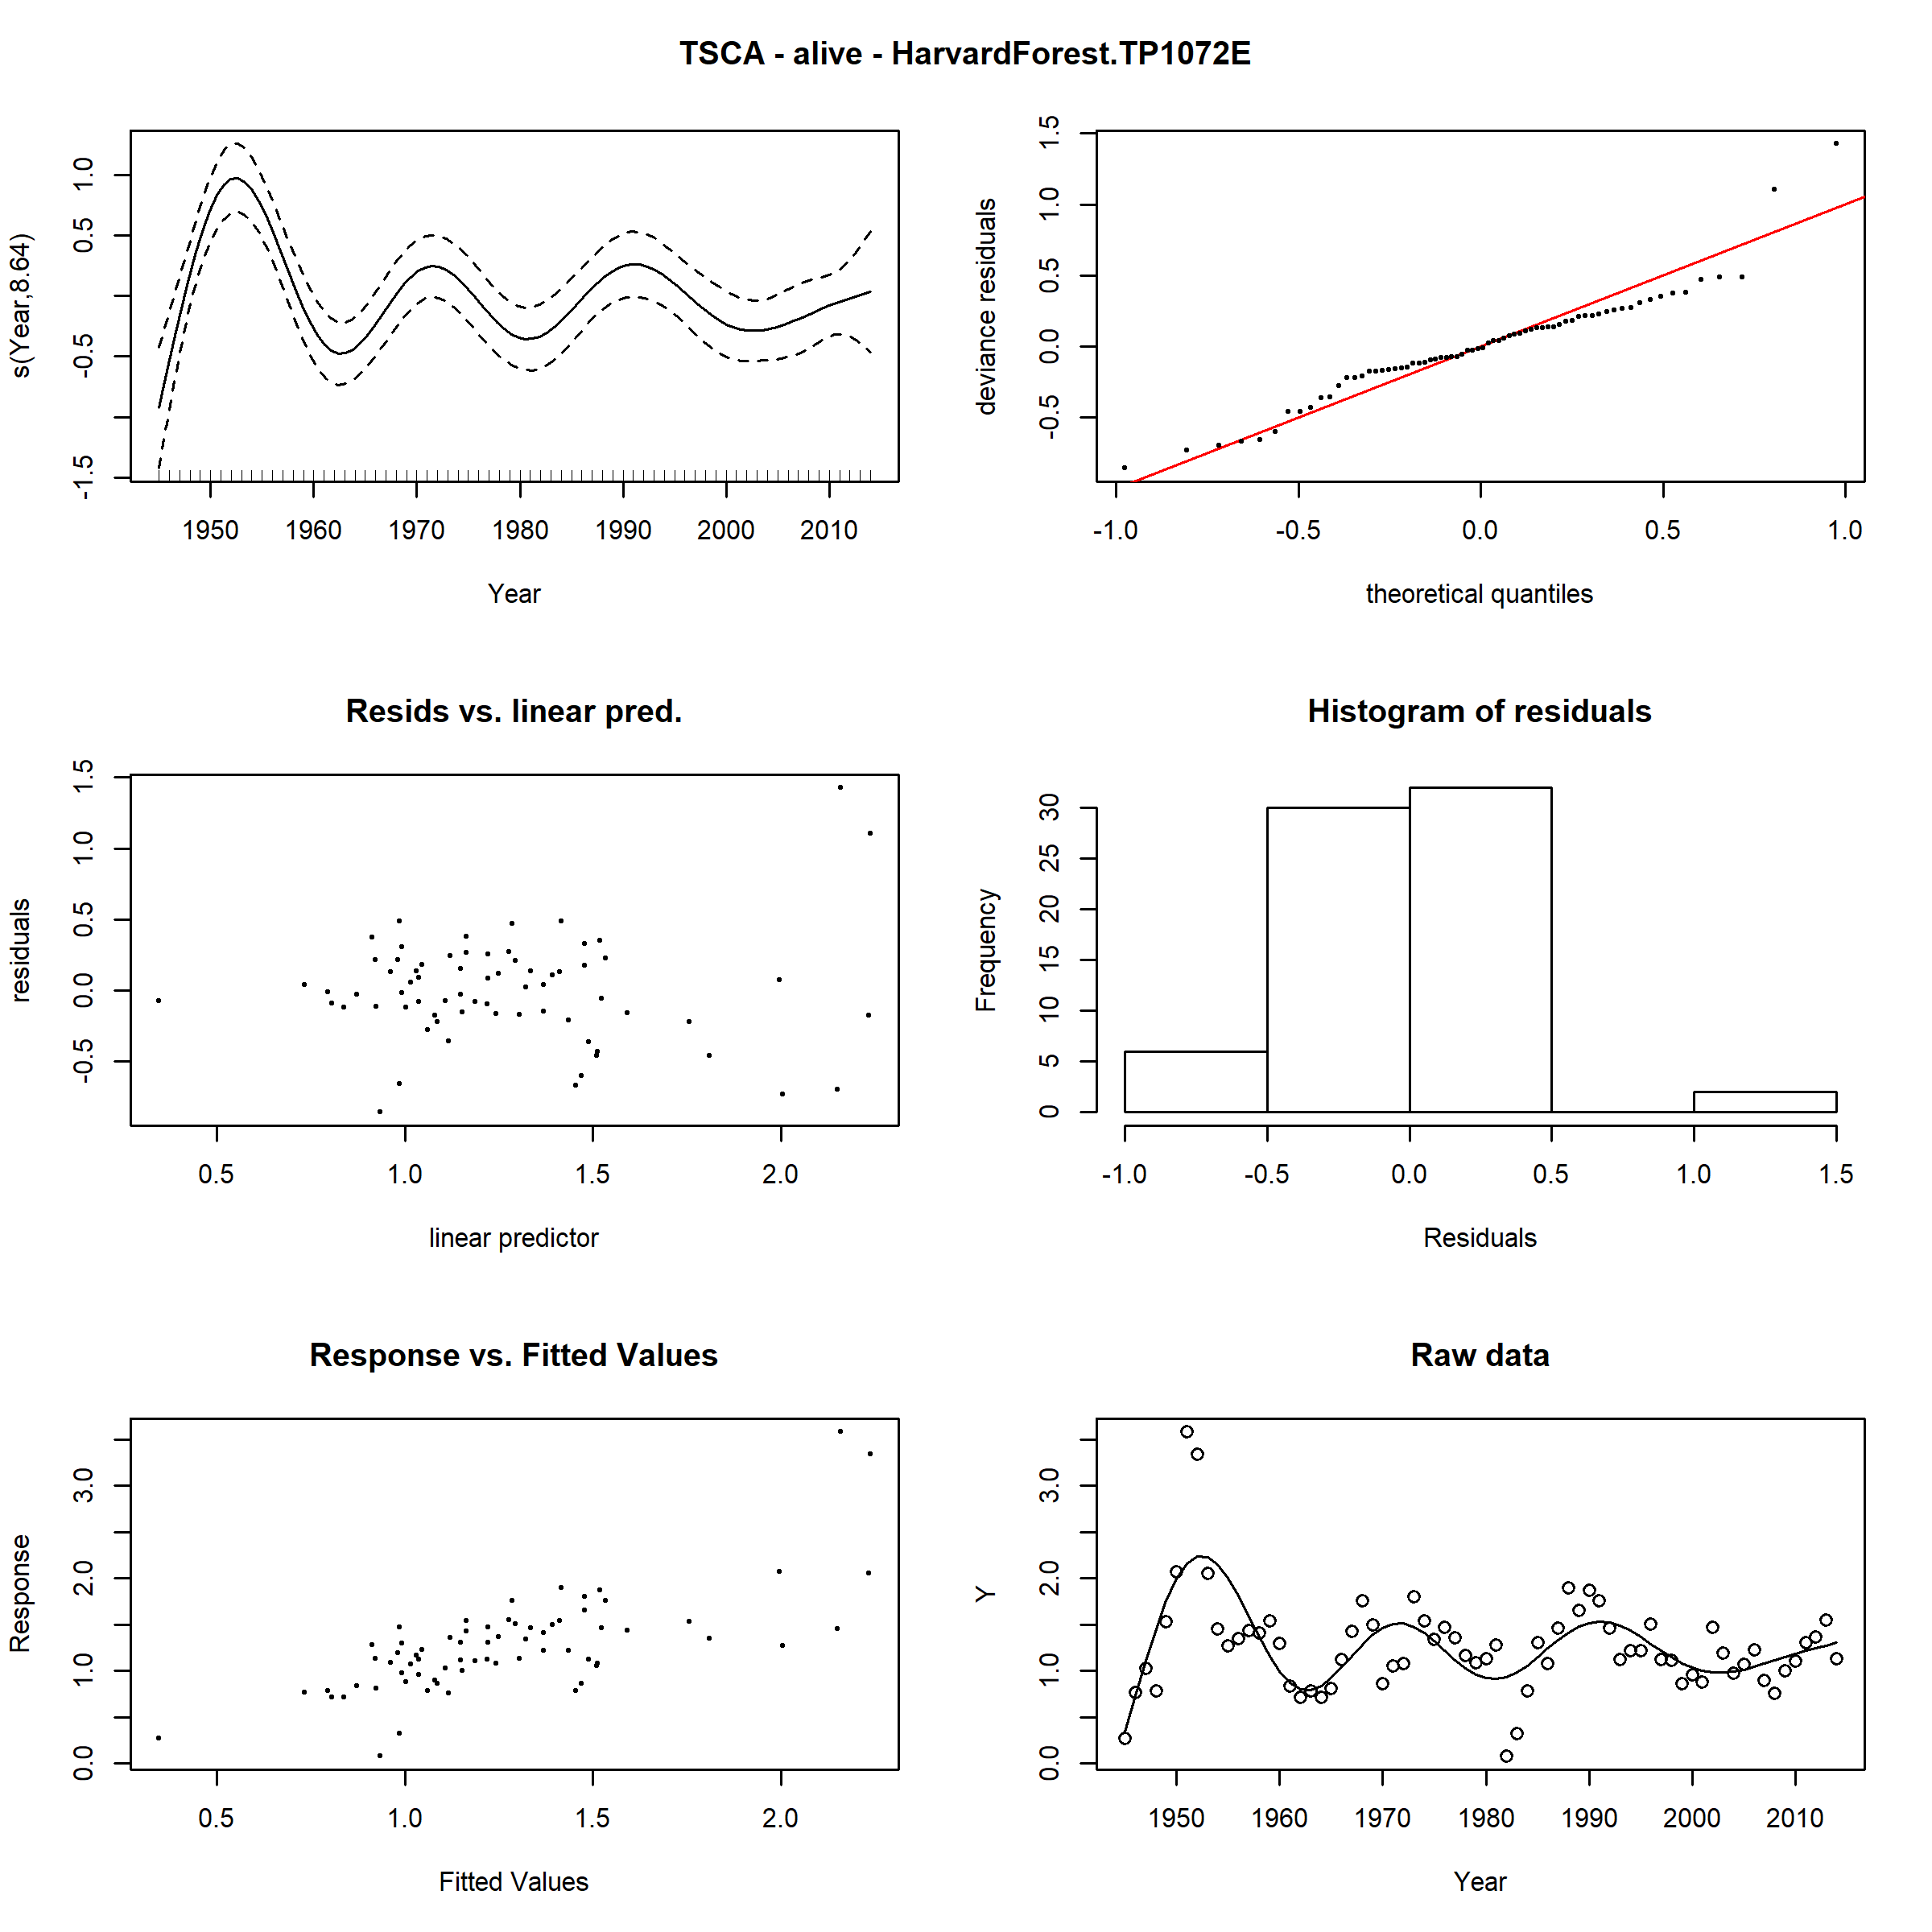 TSCA - alive - HarvardForest.TP1072E
s(Year,8.64)
-1.5 -0.5 0.5 1.0
1950 1960 1970 1980 1990 2000 2010
Year
deviance residuals
-0.5 0.0 0.5 1.0 1.5
-1.0 -0.5 0.0 0.5 1.0
theoretical quantiles
Resids vs. linear pred.
residuals
-0.5 0.0 0.5 1.0 1.5
0.5 1.0 1.5 2.0
linear predictor
Histogram of residuals
Frequency
0 5 10 15 20 25 30
-1.0 -0.5 0.0 0.5 1.0 1.5
Residuals
Response vs. Fitted Values
Response
0.0 1.0 2.0 3.0
0.5 1.0 1.5 2.0
Fitted Values
Raw data
Y
0.0 1.0 2.0 3.0
1950 1960 1970 1980 1990 2000 2010
Year